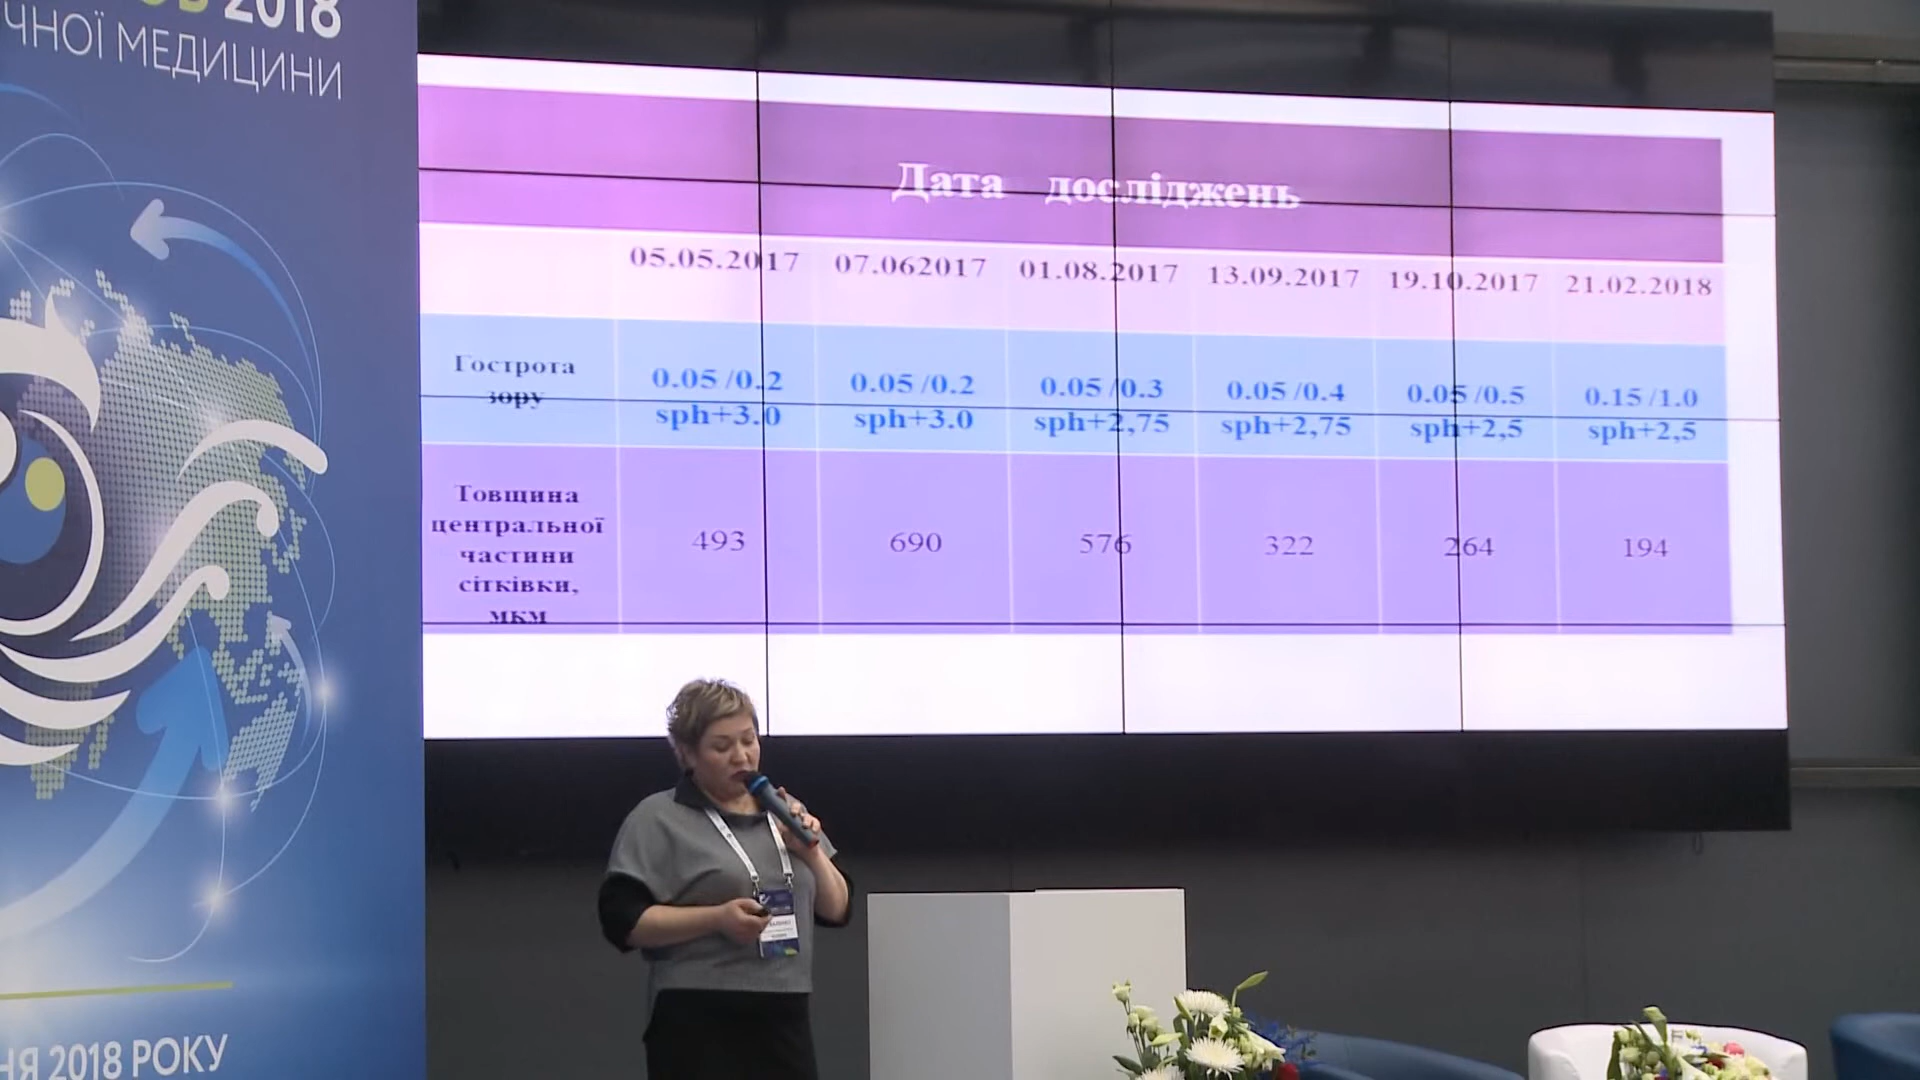 2018
ЧНОЇ МЕДИЦИНИ
Дата досліджень
05.05.2017 07.062017 01.08.2017 13.09.2017 19.10.2017 21.02.2018
Гострота
зору
0.05 /0.2 0.05 /0.2 0.05 /0.3 0.05 /0.4 0.05 /0.5 0.15 /1.0
sph+3.0 sph+3.0 sph+2,75 sph+2,75 sph+2,5 sph+2,5
Товщина
центральної
частини
сітківки,
мкм
493 690 576 322 264 194
НЯ 2018 РОКУ